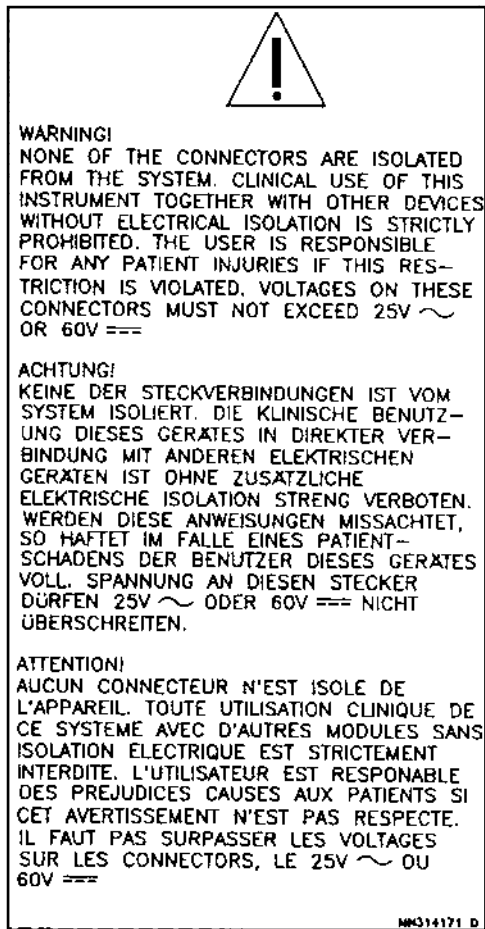 WARNING!
NONE OF THE CONNECTORS ARE ISOLATED
FROM THE SYSTEM. CLINICAL USE OF THIS
INSTRUMENT TOGETHER WITH OTHER DEVICES
WITHOUT ELECTRICAL ISOLATION IS STRICTLY
PROHIBITED. THE USER IS RESPONSIBLE
FOR ANY PATIENT INJURIES IF THIS RES-
TRICTION IS VIOLATED. VOLTAGES ON THESE
CONNECTORS MUST NOT EXCEED 25V ~
OR 60V ⎓
ACHTUNG!
KEINE DER STECKVERBINDUNGEN IST VOM
SYSTEM ISOLIERT. DIE KLINISCHE BENUTZ-
UNG DIESES GERÄTES IN DIREKTER VER-
BINDUNG MIT ANDEREN ELEKTRISCHEN
GERÄTEN IST OHNE ZUSÄTZLICHE
ELEKTRISCHE ISOLATION STRENG VERBOTEN.
WERDEN DIESE ANWEISUNGEN MISSACHTET,
SO HAFTET IM FALLE EINES PATIENT-
SCHADENS DER BENUTZER DIESES GERÄTES
VOLL. SPANNUNG AN DIESEN STECKER
DÜRFEN 25V ~ ODER 60V ⎓ NICHT
ÜBERSCHREITEN.
ATTENTION!
AUCUN CONNECTEUR N'EST ISOLE DE
L'APPAREIL. TOUTE UTILISATION CLINIQUE DE
CE SYSTEME AVEC D'AUTRES MODULES SANS
ISOLATION ELECTRIQUE EST STRICTEMENT
INTERDITE. L'UTILISATEUR EST RESPONABLE
DES PREJUDICES CAUSES AUX PATIENTS SI
CET AVERTISSEMENT N'EST PAS RESPECTE.
IL FAUT PAS SURPASSER LES VOLTAGES
SUR LES CONNECTORS, LE 25V ~ OU
60V ⎓
MN314171 D